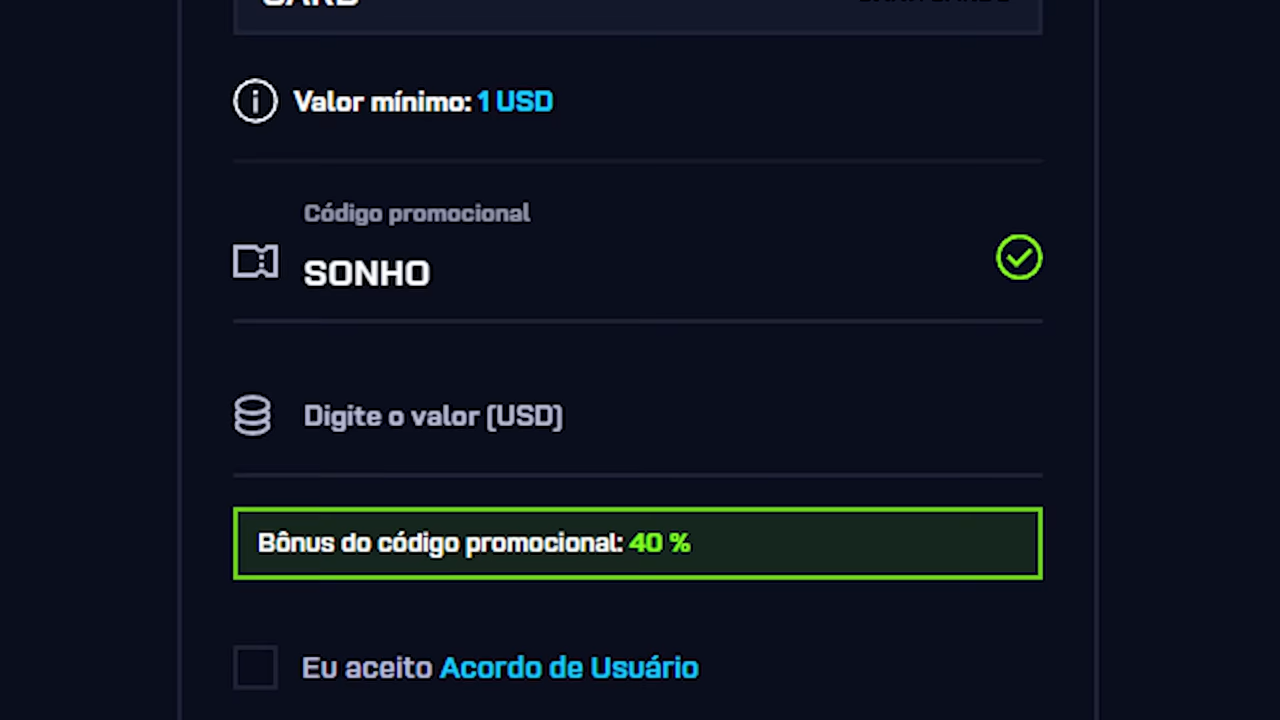 Valor mínimo: 1 USD
Código promocional
SONHO
Digite o valor (USD)
Bônus do código promocional: 40 %
Eu aceito Acordo de Usuário